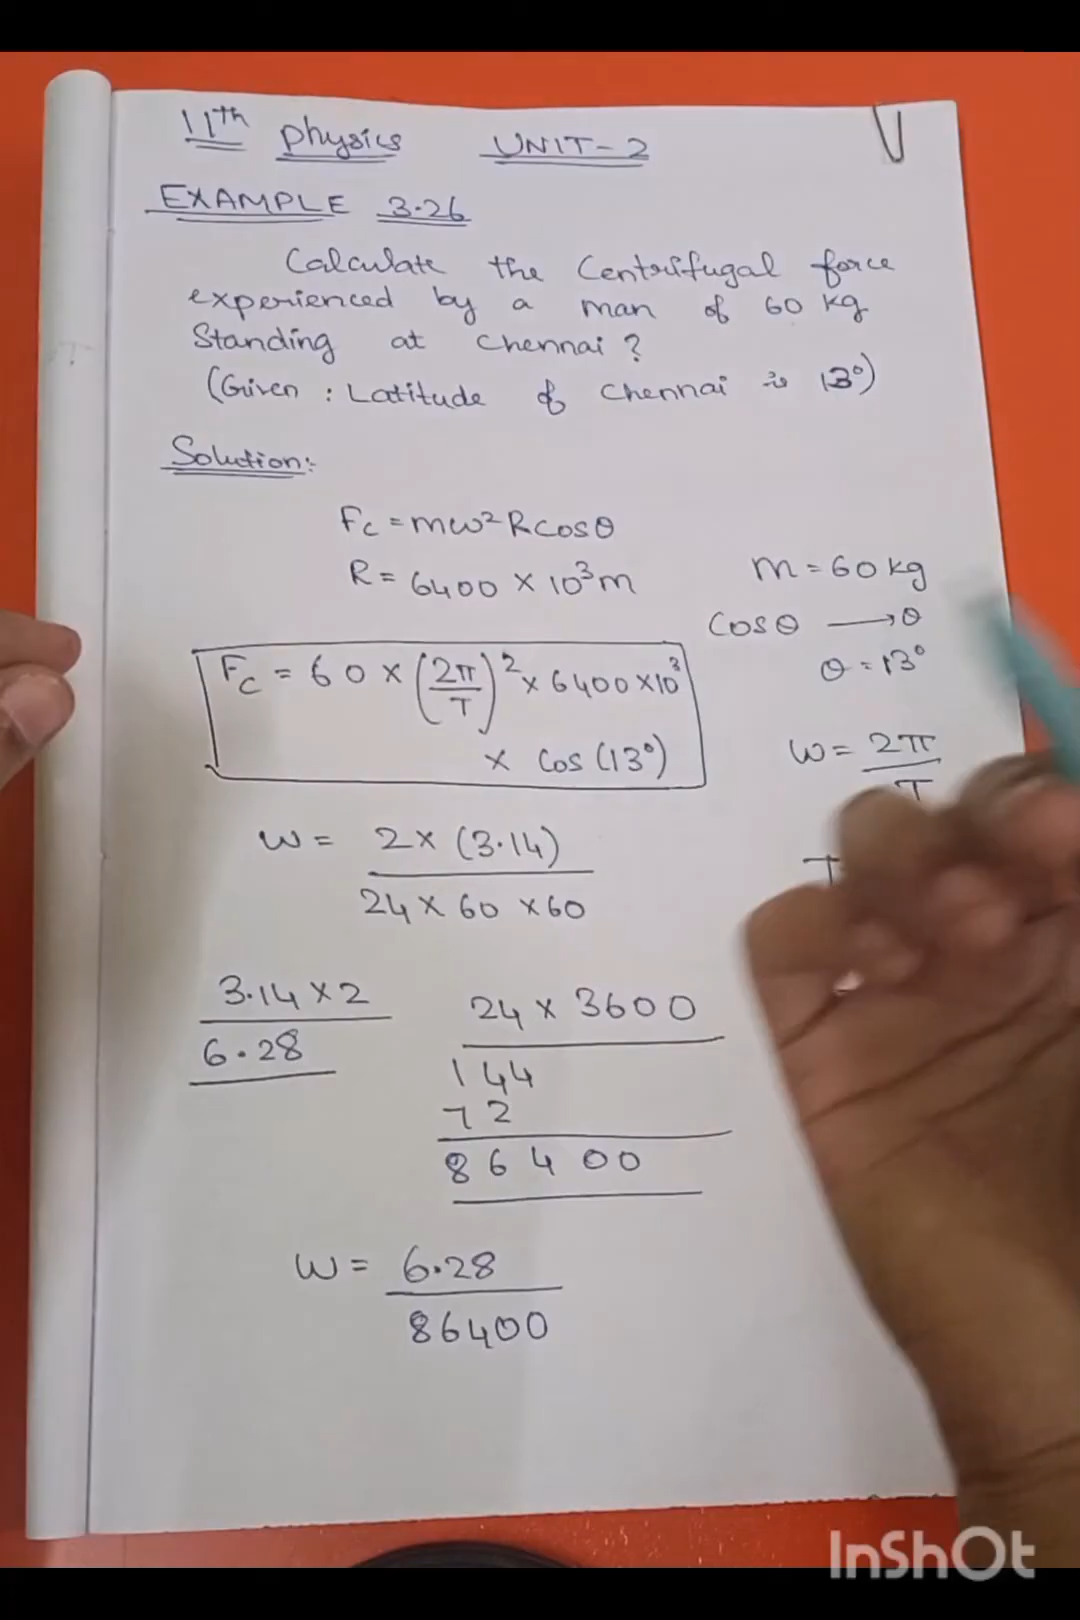 11th Physics UNIT-2
EXAMPLE 3.26
Calculate the Centrifugal force
experienced by a man of 60 kg
Standing at Chennai?
(Given : Latitude of Chennai is 13°)
Solution:-
Fc = mω²Rcosθ
R = 6400 × 10³m
m = 60 kg
cosθ → θ
θ = 13°
Fc = 60 × (2π/T)² × 6400 × 10³
× Cos (13°)
ω = 2π/T
ω = 2 × (3.14)
24 × 60 × 60
T
3.14 × 2
6.28
24 × 3600
144
72
86400
ω = 6.28
86400
InShOt